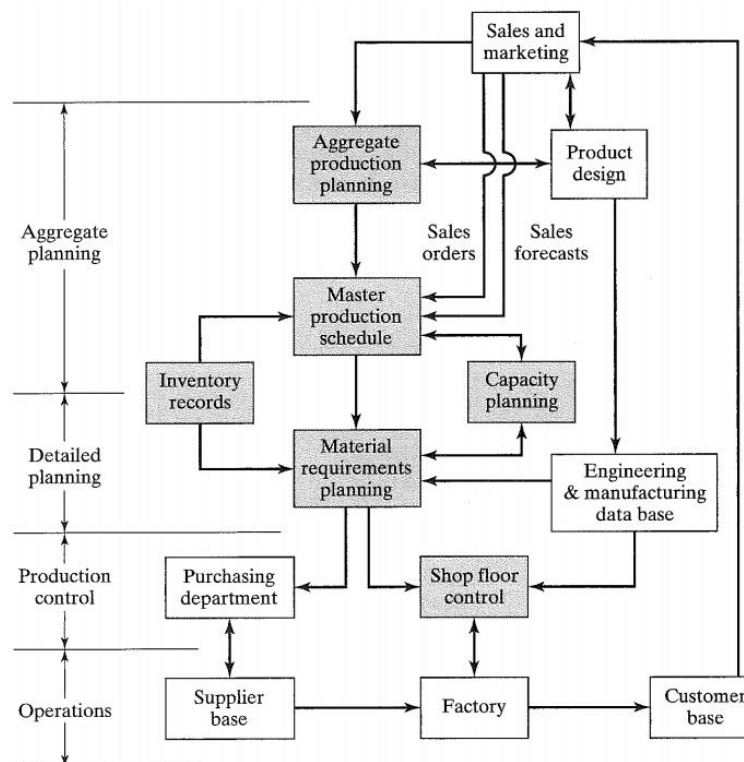 Sales and
marketing
Aggregate
production
planning
Product
design
Aggregate
planning
Sales
orders
Sales
forecasts
Master
production
schedule
Inventory
records
Capacity
planning
Detailed
planning
Material
requirements
planning
Engineering
& manufacturing
data base
Production
control
Purchasing
department
Shop floor
control
Operations
Supplier
base
Factory
Customer
base